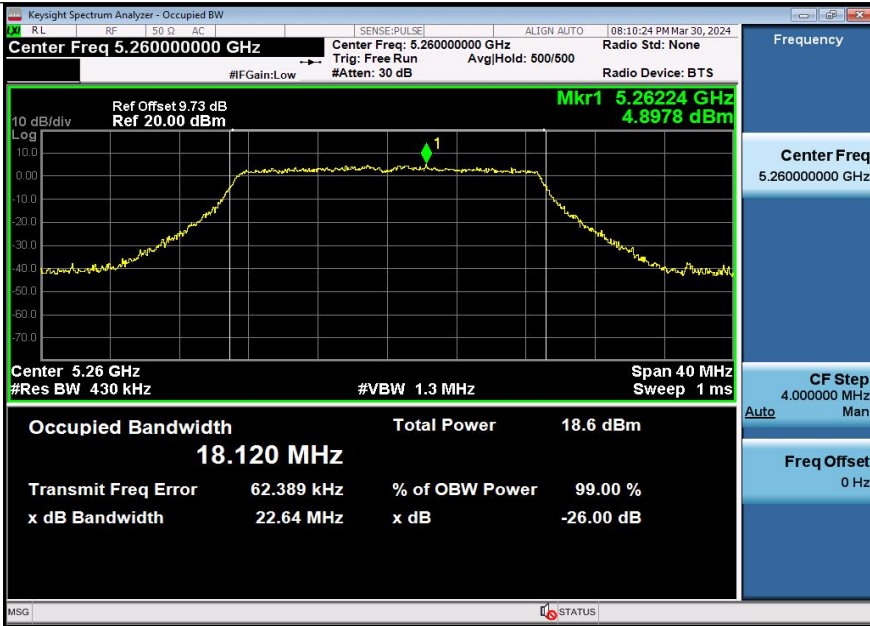 Keysight Spectrum Analyzer - Occupied BW
LXI RL RF 50 Ω AC SENSE:PULSE ALIGN AUTO 08:10:24 PM Mar 30, 2024
Center Freq 5.260000000 GHz
Center Freq: 5.260000000 GHz Radio Std: None
Trig: Free Run Avg|Hold: 500/500
#IFGain:Low #Atten: 30 dB Radio Device: BTS
Frequency
Ref Offset 9.73 dB Mkr1 5.26224 GHz
10 dB/div Ref 20.00 dBm 4.8978 dBm
Log
10.0
0.00
-10.0
-20.0
-30.0
-40.0
-50.0
-60.0
-70.0
1
Center 5.26 GHz Span 40 MHz
#Res BW 430 kHz #VBW 1.3 MHz Sweep 1 ms
Occupied Bandwidth Total Power 18.6 dBm
18.120 MHz
Transmit Freq Error 62.389 kHz % of OBW Power 99.00 %
x dB Bandwidth 22.64 MHz x dB -26.00 dB
Center Freq
5.260000000 GHz
CF Step
4.000000 MHz
Auto Man
Freq Offset
0 Hz
MSG STATUS